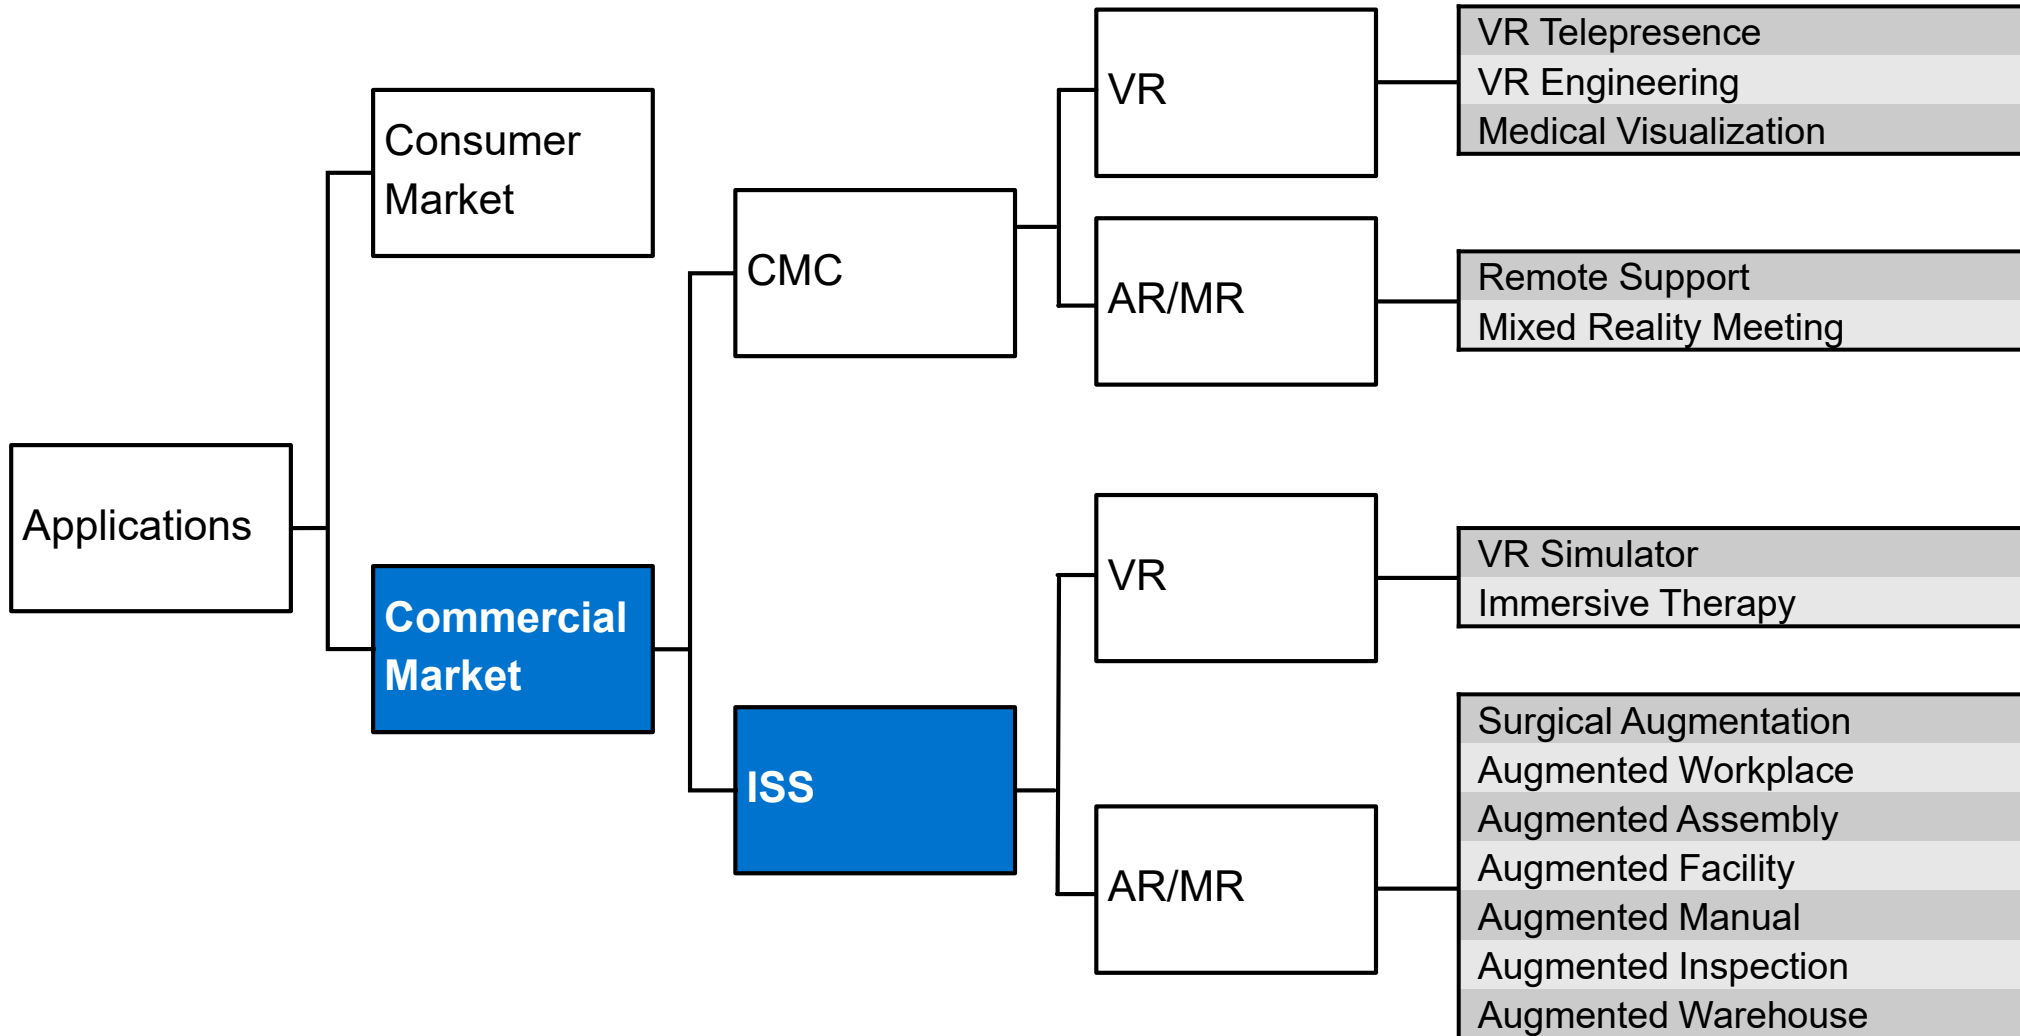 Applications
Consumer
Market
Commercial
Market
CMC
ISS
VR
AR/MR
VR
AR/MR
VR Telepresence
VR Engineering
Medical Visualization
Remote Support
Mixed Reality Meeting
VR Simulator
Immersive Therapy
Surgical Augmentation
Augmented Workplace
Augmented Assembly
Augmented Facility
Augmented Manual
Augmented Inspection
Augmented Warehouse